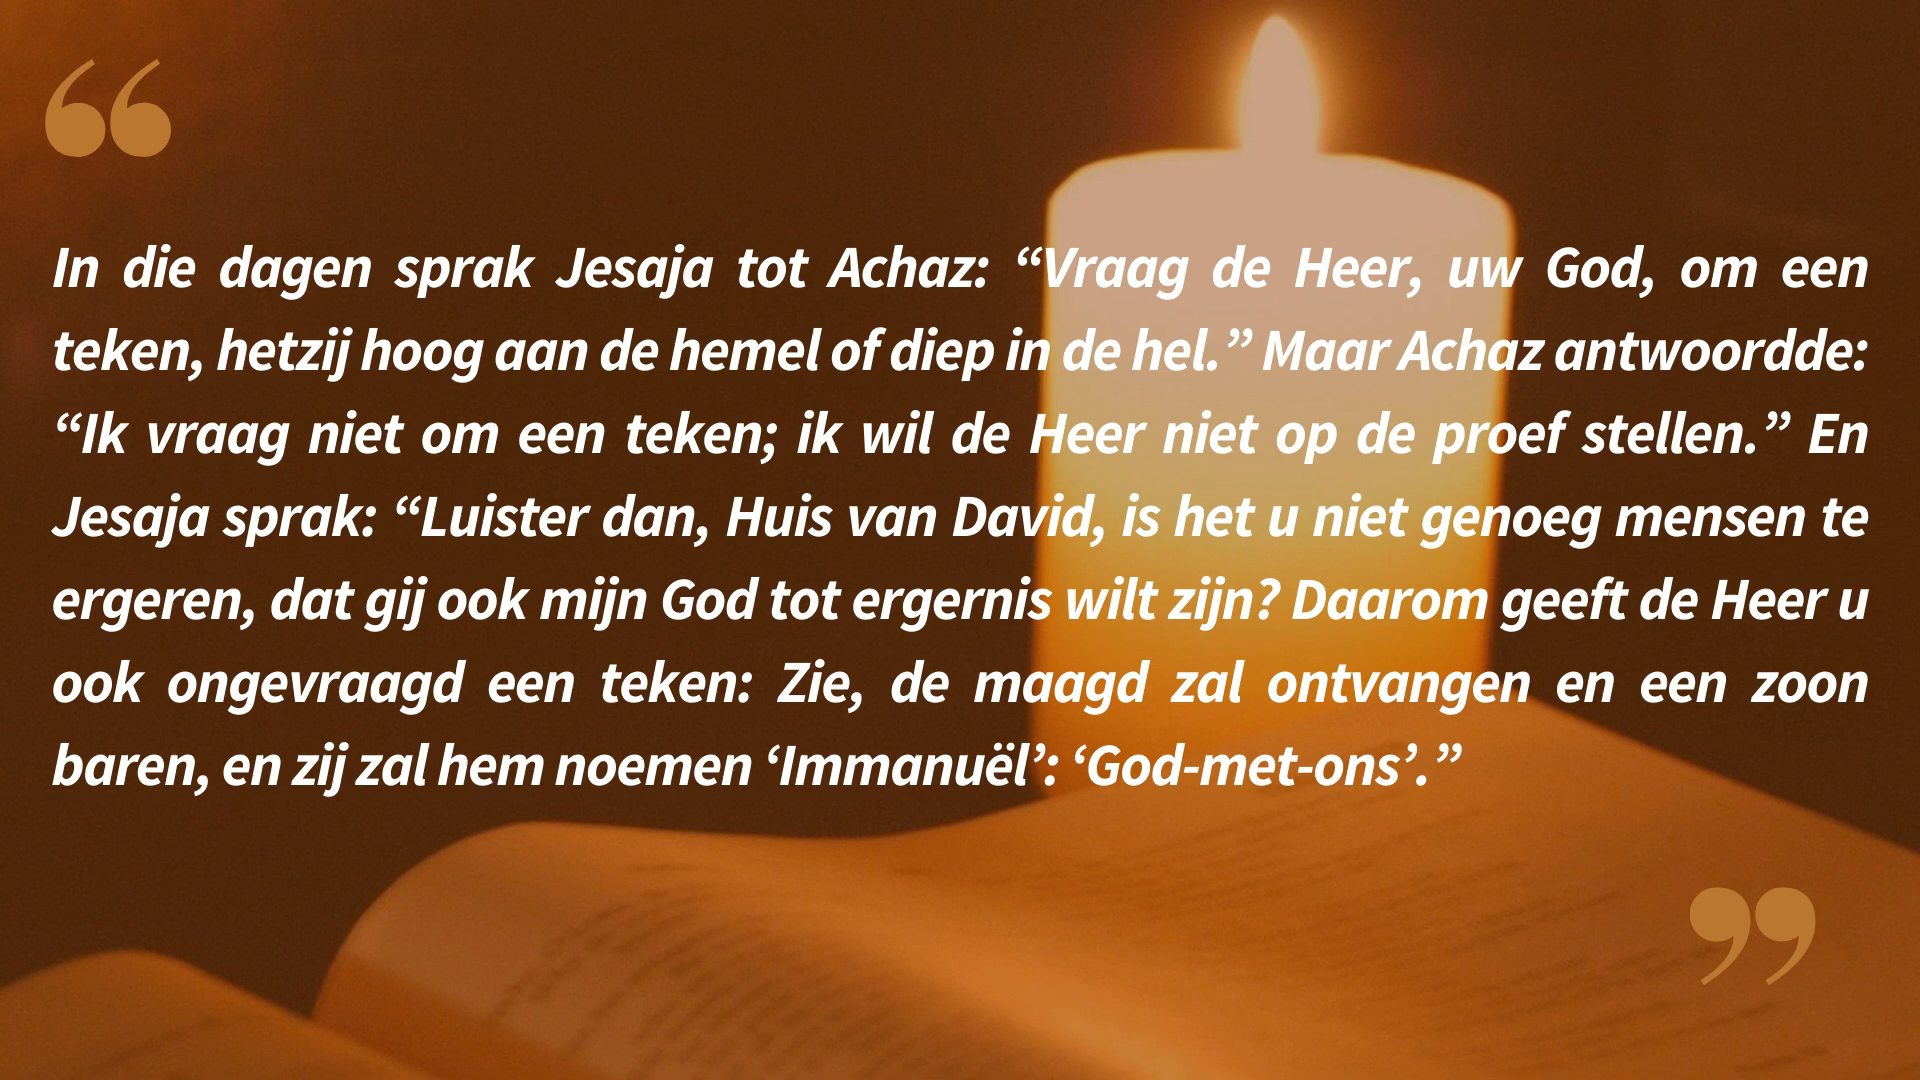 “
In die dagen sprak Jesaja tot Achaz: “Vraag de Heer, uw God, om een
teken, hetzij hoog aan de hemel of diep in de hel.” Maar Achaz antwoordde:
“Ik vraag niet om een teken; ik wil de Heer niet op de proef stellen.” En
Jesaja sprak: “Luister dan, Huis van David, is het u niet genoeg mensen te
ergeren, dat gij ook mijn God tot ergernis wilt zijn? Daarom geeft de Heer u
ook ongevraagd een teken: Zie, de maagd zal ontvangen en een zoon
baren, en zij zal hem noemen ‘Immanuël’: ‘God-met-ons’.”
”